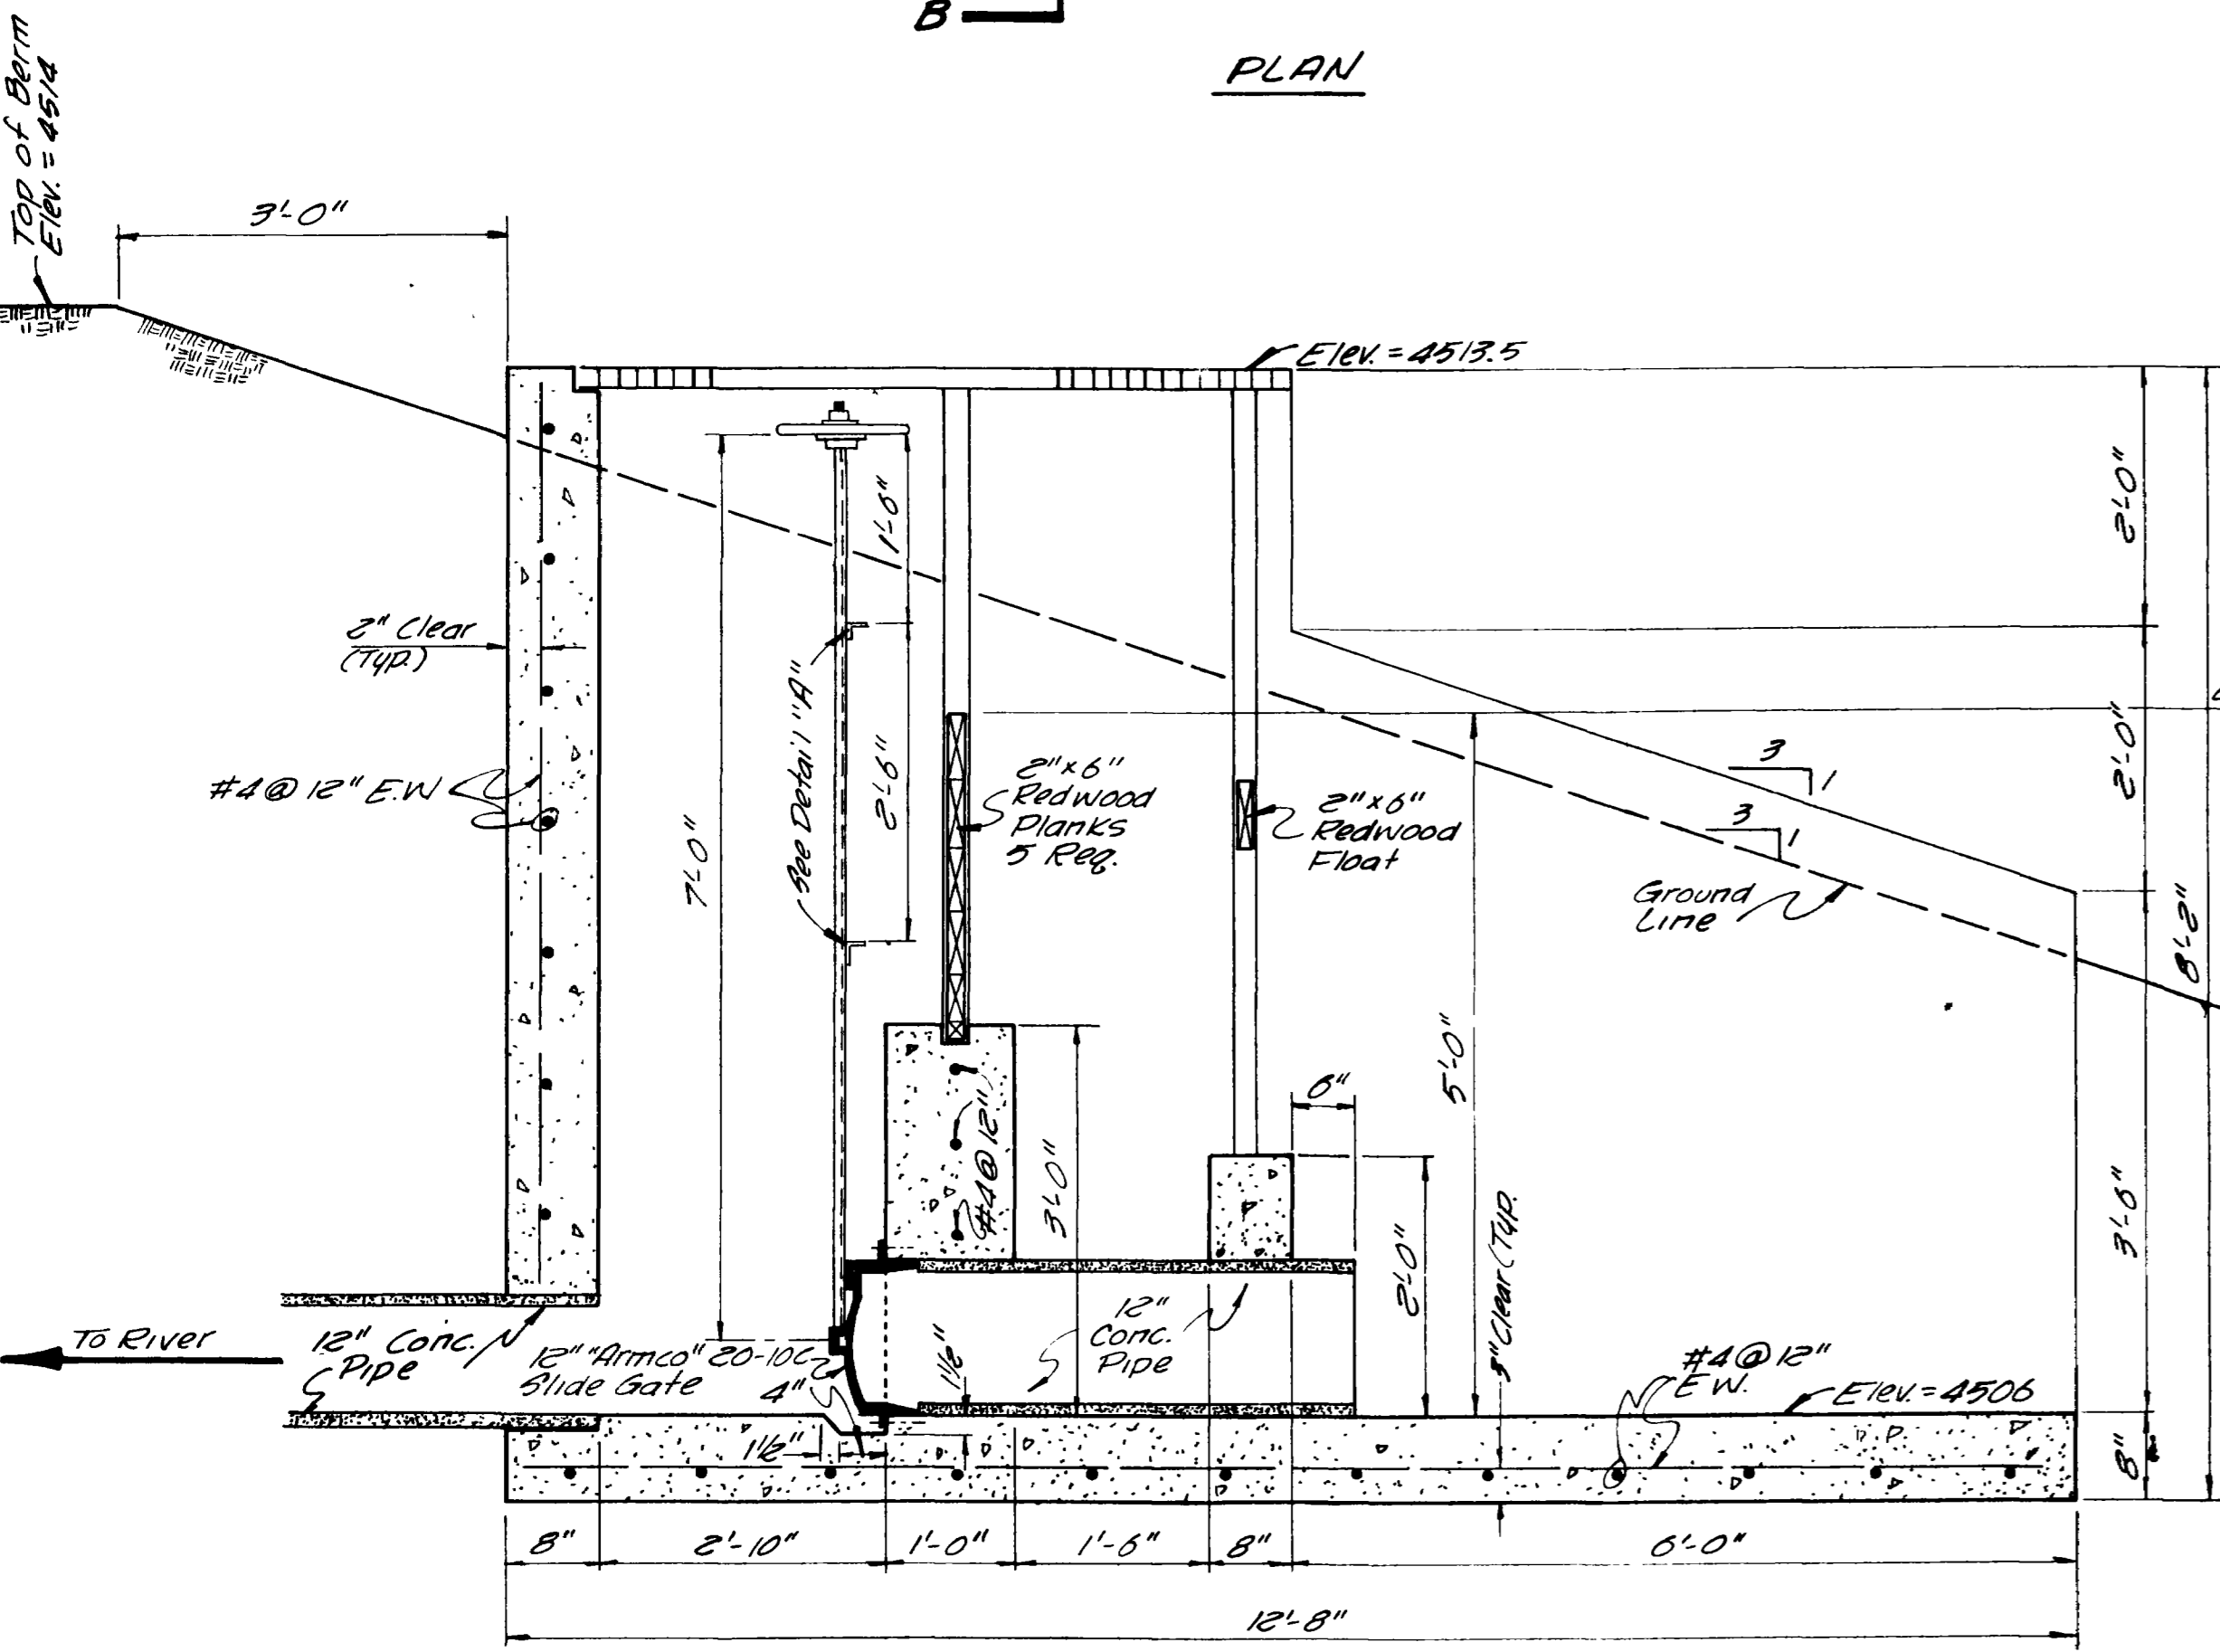 B
PLAN
Top of Berm
Elev. = 4514
3'-0"
Elev. = 4513.5
2'-0"
1'-6"
2" Clear
(Typ.)
See Detail "A"
2'-6"
7'-0"
#4 @ 12" E.W
2"x6"
Redwood
Planks
5 Req.
2"x6"
Redwood
Float
3
1
3
1
2'-0"
Ground
Line
8'-2"
5'-0"
6"
#4 @ 12"
3'-0"
2'-0"
3" Clear (Typ.
3'-6"
To River
12" Conc.
Pipe
12" "Armco" 20-10C
Slide Gate
4"
1½"
12"
Conc.
Pipe
#4 @ 12"
E W.
Elev. = 4506
1½"
8"
8"
2'-10"
1'-0"
1'-6"
8"
6'-0"
12'-8"